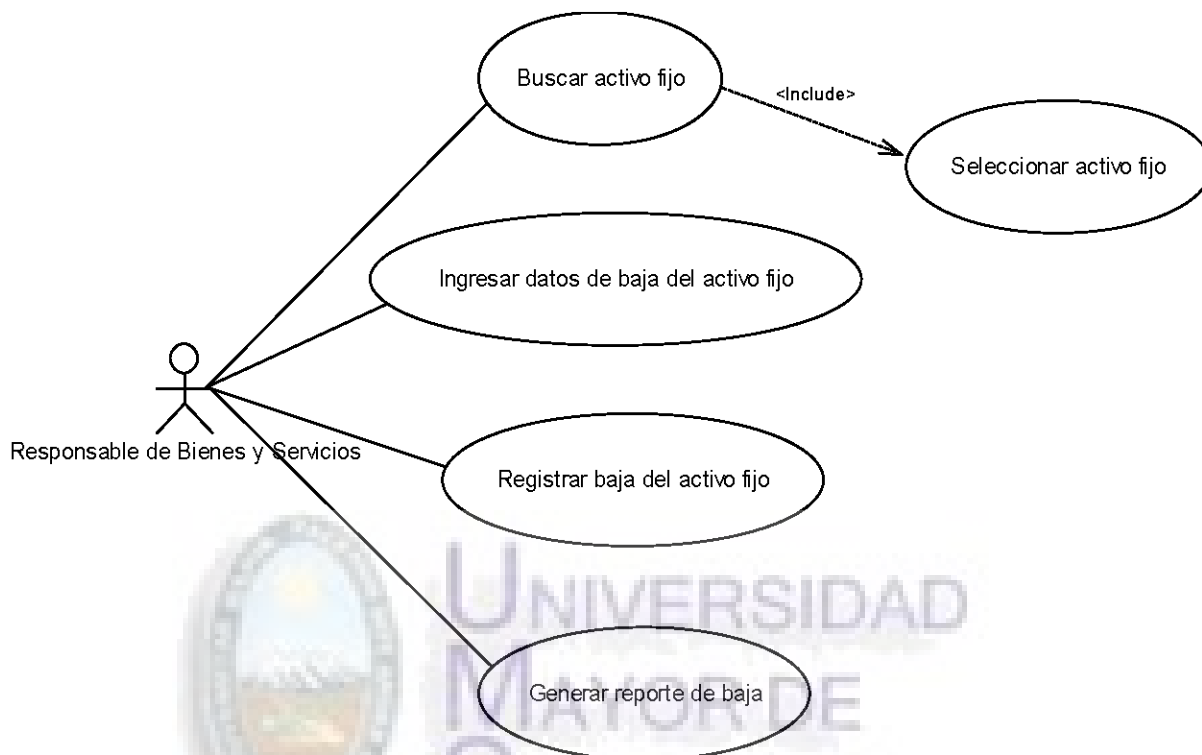 Buscar activo fijo
<Include>
Seleccionar activo fijo
Ingresar datos de baja del activo fijo
Responsable de Bienes y Servicios
Registrar baja del activo fijo
UNIVERSIDAD
MAYOR DE
Generar reporte de baja